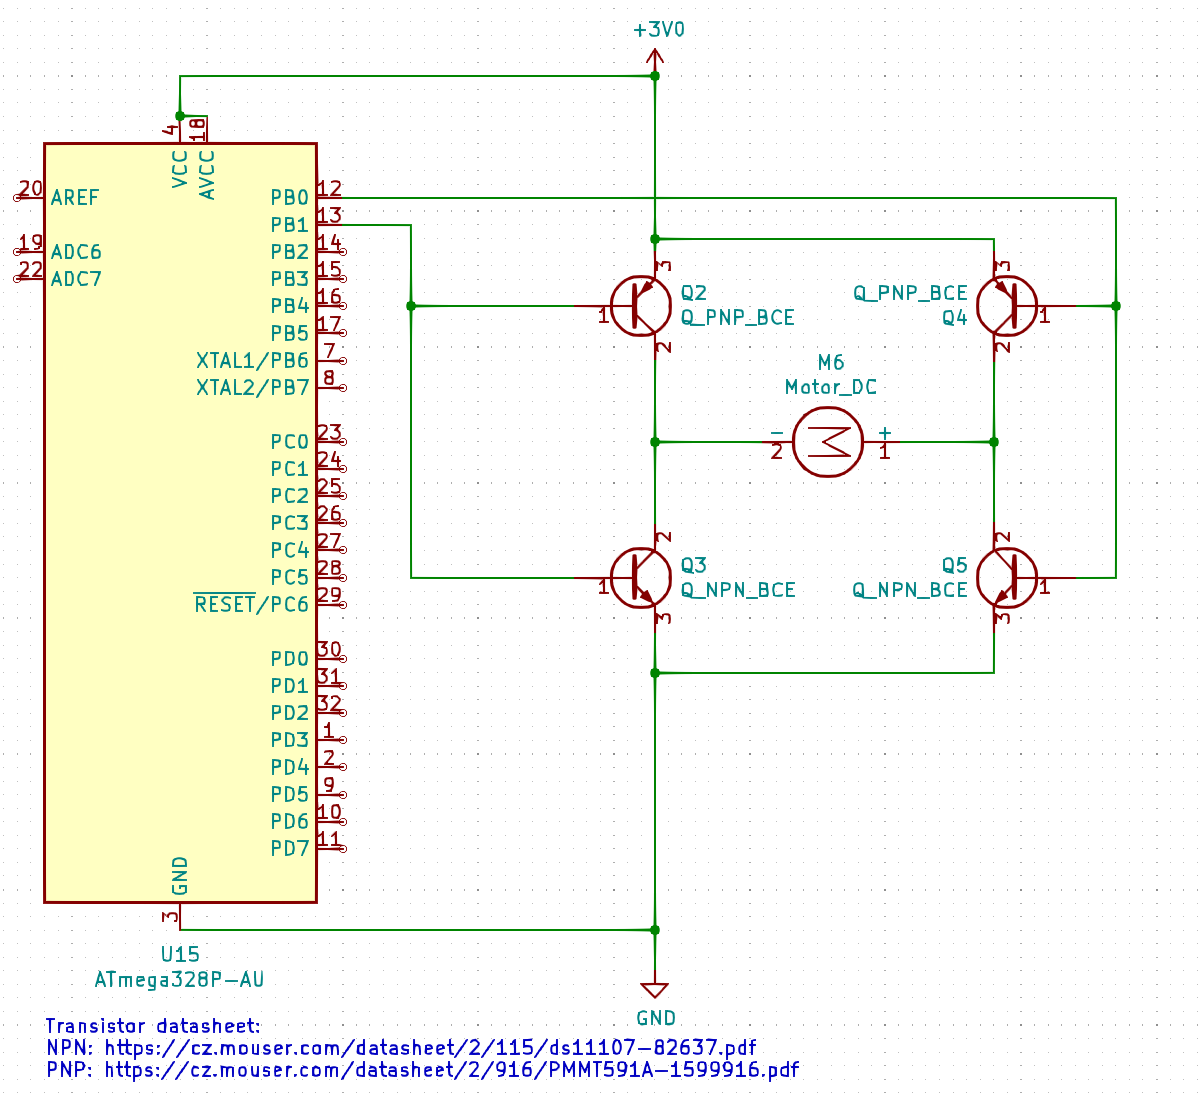 +3V0
4
18
VCC
AVCC
20
AREF
19
ADC6
22
ADC7
PB0
12
PB1
13
PB2
14
PB3
15
PB4
16
PB5
17
XTAL1/PB6
7
XTAL2/PB7
8
PC0
23
PC1
24
PC2
25
PC3
26
PC4
27
PC5
28
RESET/PC6
29
PD0
30
PD1
31
PD2
32
PD3
1
PD4
2
PD5
9
PD6
10
PD7
11
GND
3
U15
ATmega328P-AU
3
1
2
Q2
Q_PNP_BCE
3
1
2
Q_PNP_BCE
Q4
M6
Motor_DC
-
2
+
1
2
1
3
Q3
Q_NPN_BCE
2
1
3
Q5
Q_NPN_BCE
GND
Transistor datasheet:
NPN: https://cz.mouser.com/datasheet/2/115/ds11107-82637.pdf
PNP: https://cz.mouser.com/datasheet/2/916/PMMT591A-1599916.pdf